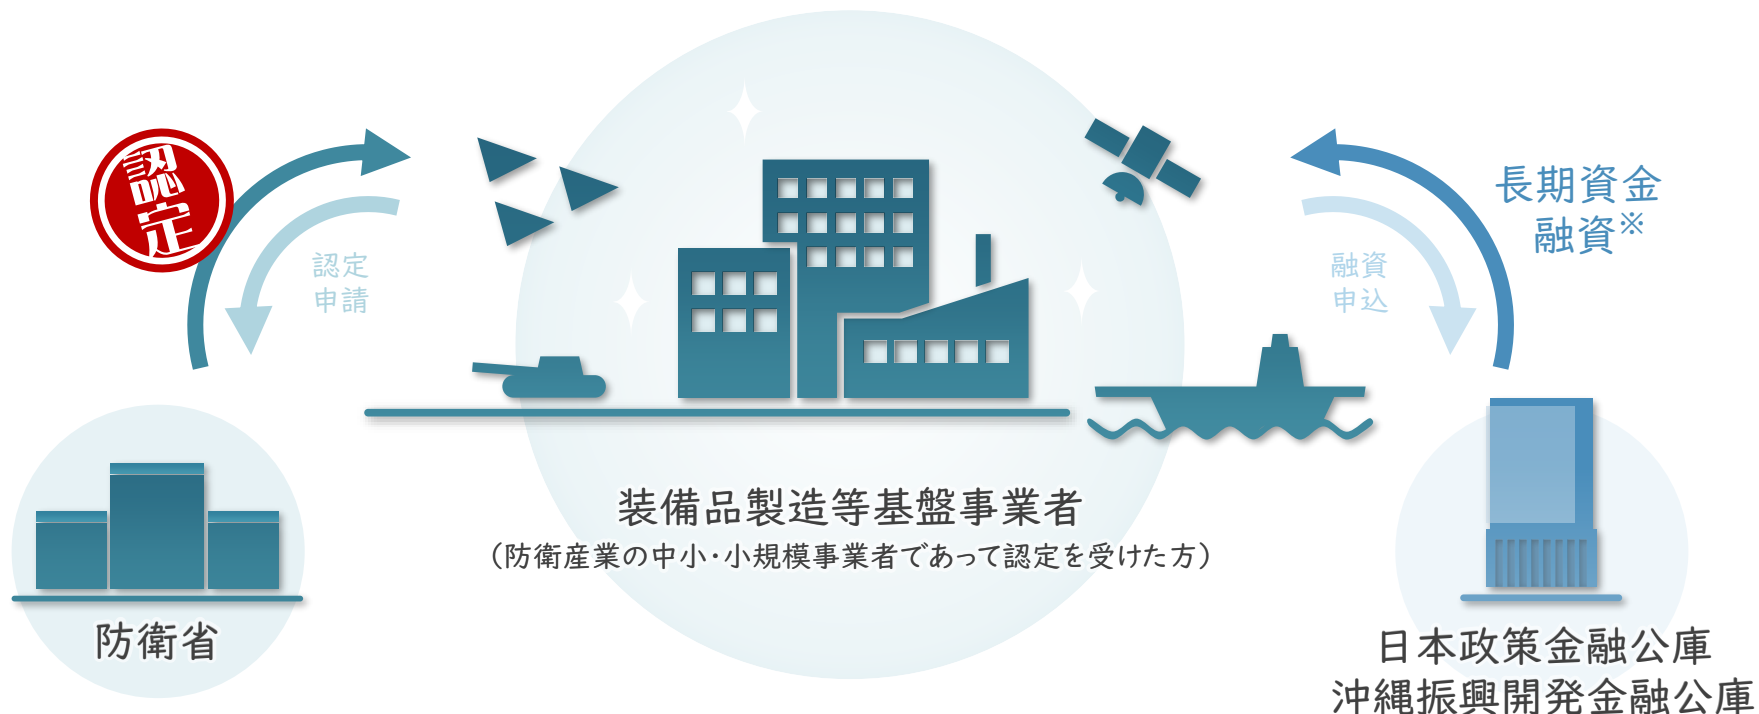 認定
認定
申請
長期資金
融資※
融資
申込
装備品製造等基盤事業者
（防衛産業の中小・小規模事業者であって認定を受けた方）
防衛省
日本政策金融公庫
沖縄振興開発金融公庫